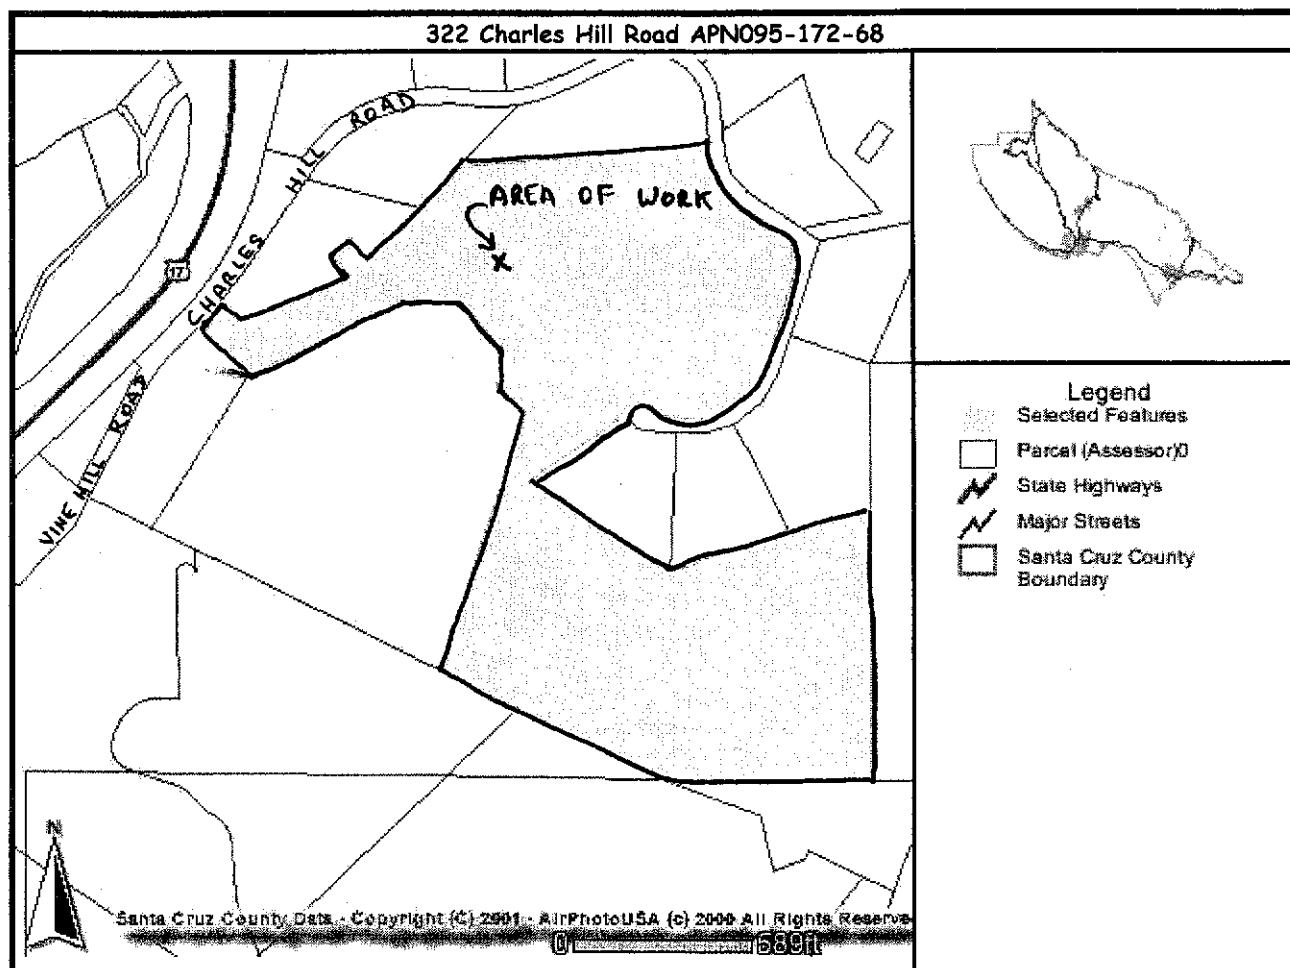 322 Charles Hill Road APN095-172-68
CHARLES HILL ROAD
AREA OF WORK
X
17
VINE HILL ROAD
N
Santa Cruz County Data - Copyright (C) 2001 - AirPhotoUSA (c) 2000 All Rights Reserve
0 689ft
Legend
Selected Features
Parcel (Assessor)0
State Highways
Major Streets
Santa Cruz County
Boundary